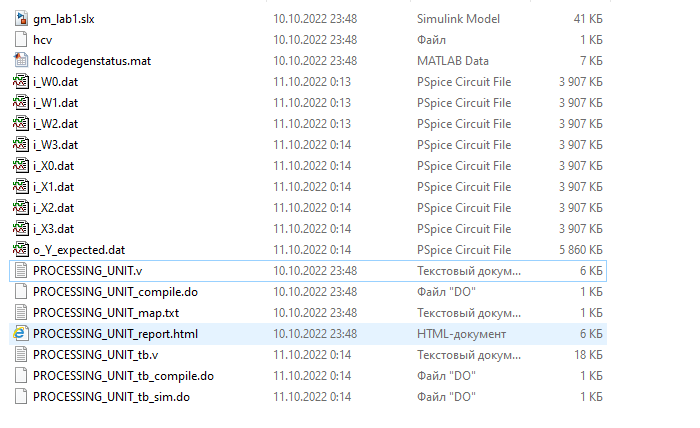 gm_lab1.slx 10.10.2022 23:48 Simulink Model 41 КБ
hcv 10.10.2022 23:48 Файл 1 КБ
hdlcodegenstatus.mat 10.10.2022 23:48 MATLAB Data 7 КБ
i_W0.dat 11.10.2022 0:13 PSpice Circuit File 3 907 КБ
i_W1.dat 11.10.2022 0:13 PSpice Circuit File 3 907 КБ
i_W2.dat 11.10.2022 0:13 PSpice Circuit File 3 907 КБ
i_W3.dat 11.10.2022 0:14 PSpice Circuit File 3 907 КБ
i_X0.dat 11.10.2022 0:14 PSpice Circuit File 3 907 КБ
i_X1.dat 11.10.2022 0:14 PSpice Circuit File 3 907 КБ
i_X2.dat 11.10.2022 0:14 PSpice Circuit File 3 907 КБ
i_X3.dat 11.10.2022 0:14 PSpice Circuit File 3 907 КБ
o_Y_expected.dat 11.10.2022 0:14 PSpice Circuit File 5 860 КБ
PROCESSING_UNIT.v 10.10.2022 23:48 Текстовый докум... 6 КБ
PROCESSING_UNIT_compile.do 10.10.2022 23:48 Файл "DO" 1 КБ
PROCESSING_UNIT_map.txt 10.10.2022 23:48 Текстовый докум... 1 КБ
PROCESSING_UNIT_report.html 10.10.2022 23:48 HTML-документ 6 КБ
PROCESSING_UNIT_tb.v 11.10.2022 0:14 Текстовый докум... 18 КБ
PROCESSING_UNIT_tb_compile.do 11.10.2022 0:14 Файл "DO" 1 КБ
PROCESSING_UNIT_tb_sim.do 11.10.2022 0:14 Файл "DO" 1 КБ